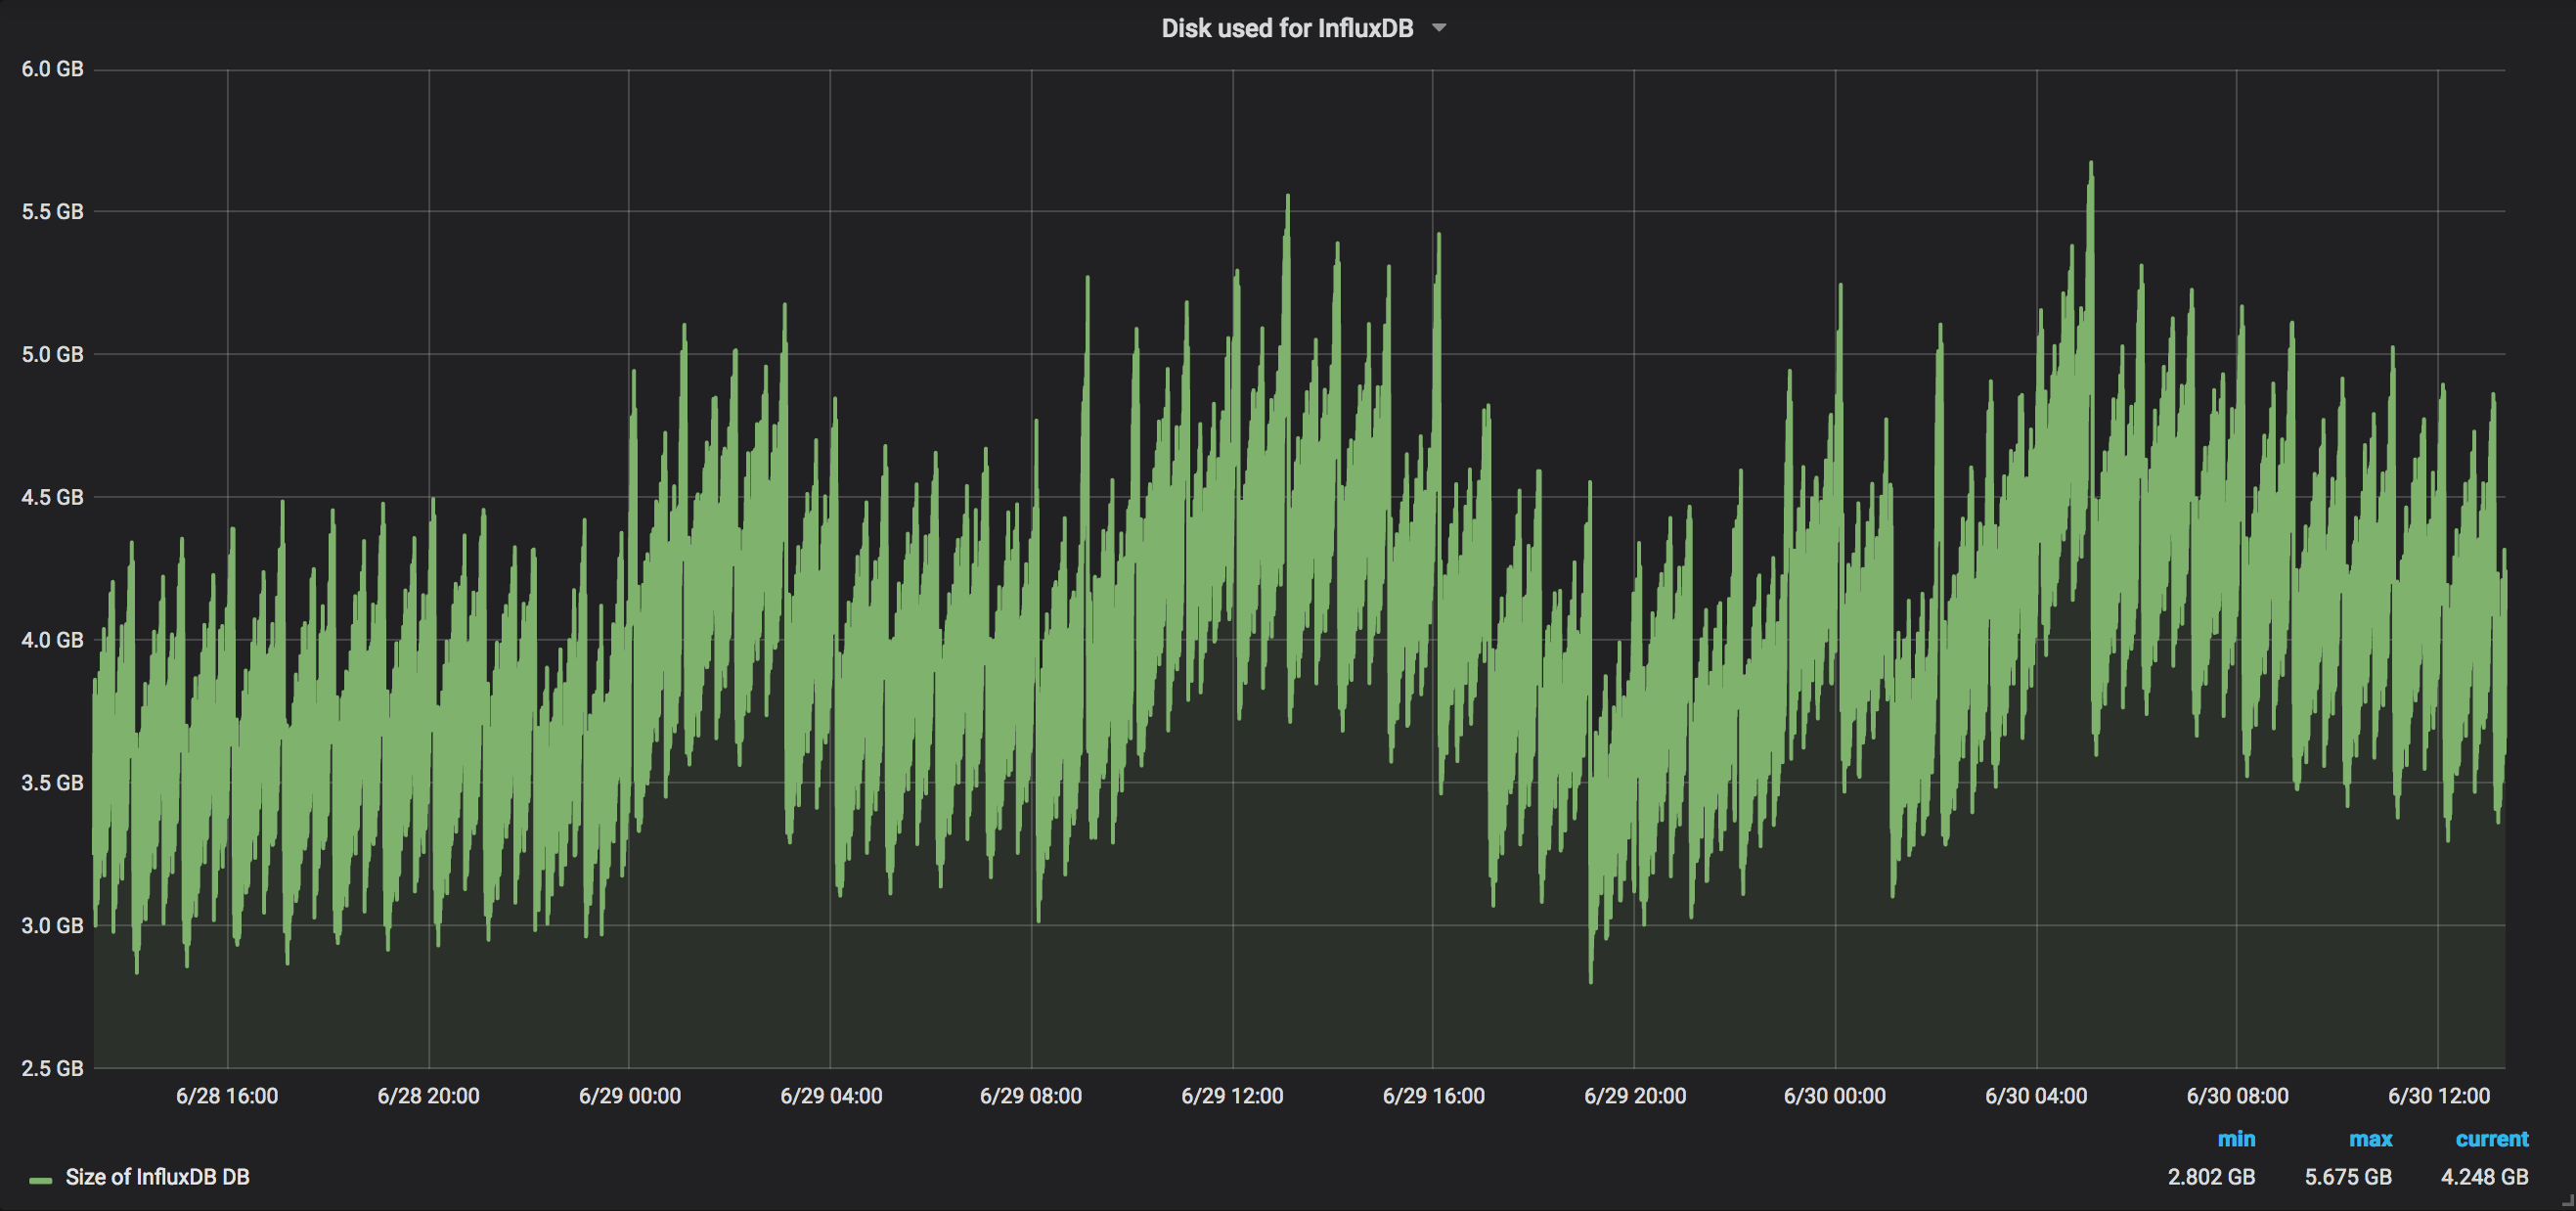 Disk used for InfluxDB
6.0 GB
5.5 GB
5.0 GB
4.5 GB
4.0 GB
3.5 GB
3.0 GB
2.5 GB
6/28 16:00 6/28 20:00 6/29 00:00 6/29 04:00 6/29 08:00 6/29 12:00 6/29 16:00 6/29 20:00 6/30 00:00 6/30 04:00 6/30 08:00 6/30 12:00
min max current
Size of InfluxDB DB 2.802 GB 5.675 GB 4.248 GB